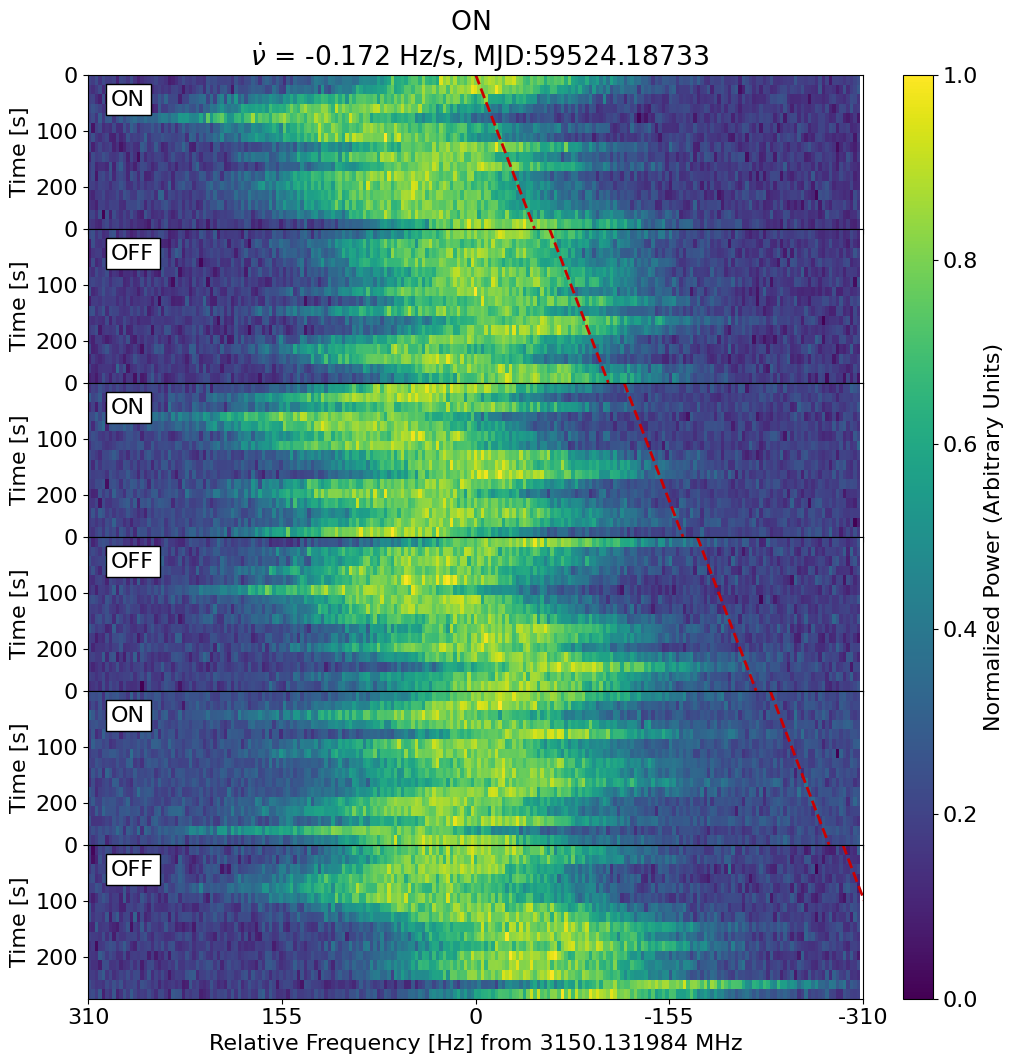 ON
ν̇ = -0.172 Hz/s, MJD:59524.18733
0
ON
100
200
Time [s]
0
OFF
100
200
Time [s]
0
ON
100
200
Time [s]
0
OFF
100
200
Time [s]
0
ON
100
200
Time [s]
0
OFF
100
200
Time [s]
310 155 0 -155 -310
Relative Frequency [Hz] from 3150.131984 MHz
1.0
0.8
0.6
0.4
0.2
0.0
Normalized Power (Arbitrary Units)